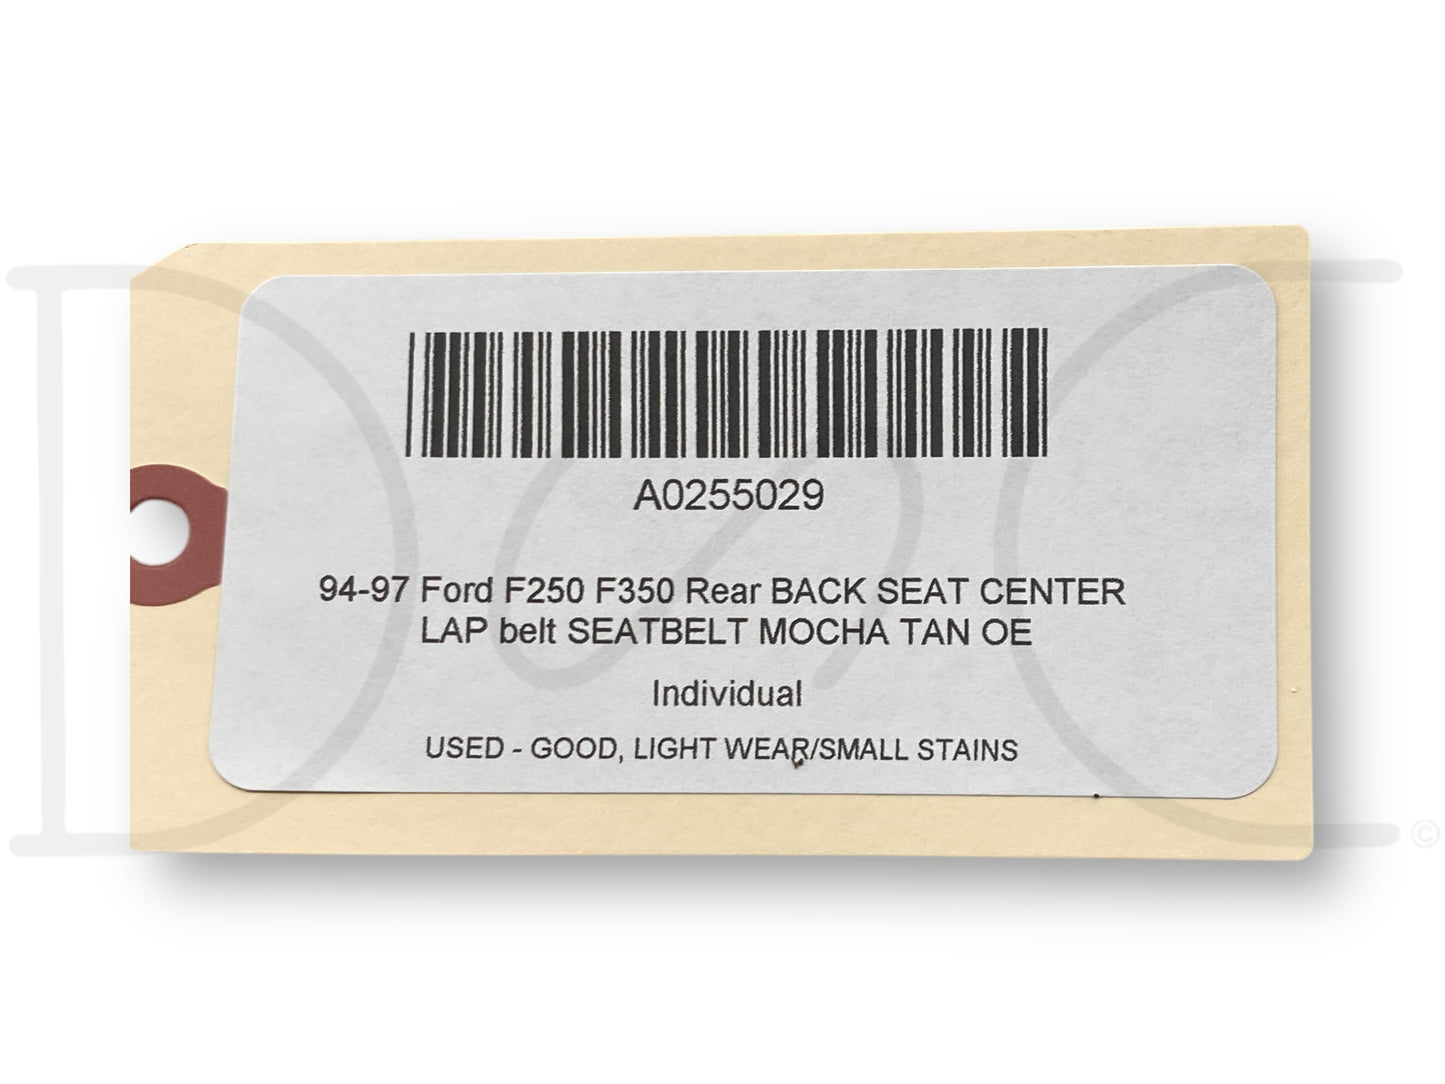 A0255029
94-97 Ford F250 F350 Rear BACK SEAT CENTER
LAP belt SEATBELT MOCHA TAN OE
Individual
USED - GOOD, LIGHT WEAR/SMALL STAINS
©